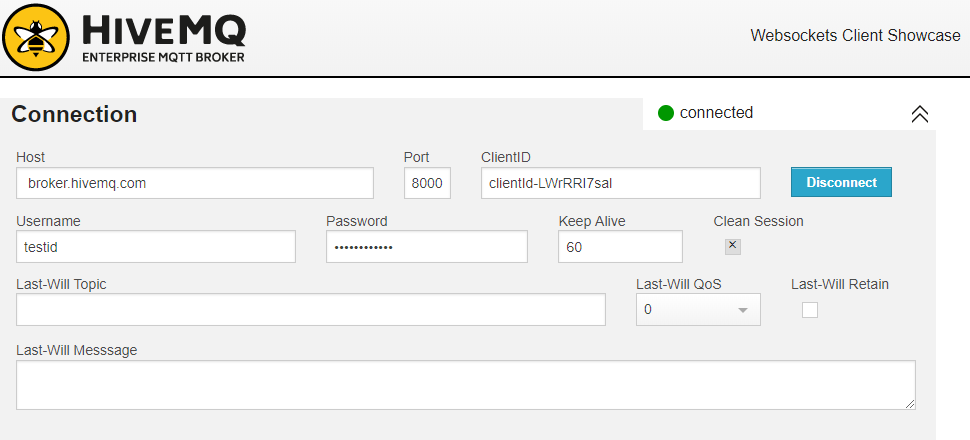 HIVEMQ
ENTERPRISE MQTT BROKER
Websockets Client Showcase
Connection
connected
Host
Port
ClientID
broker.hivemq.com
8000
clientId-LWrRRI7sal
Disconnect
Username
Password
Keep Alive
Clean Session
testid
••••••••••••
60
Last-Will Topic
Last-Will QoS
Last-Will Retain
0
Last-Will Messsage